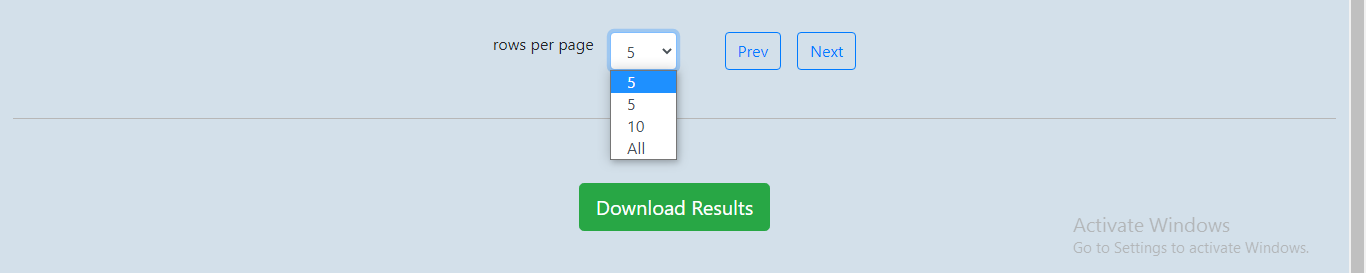 rows per page 5 Prev Next
5
5
10
All
Download Results
Activate Windows
Go to Settings to activate Windows.